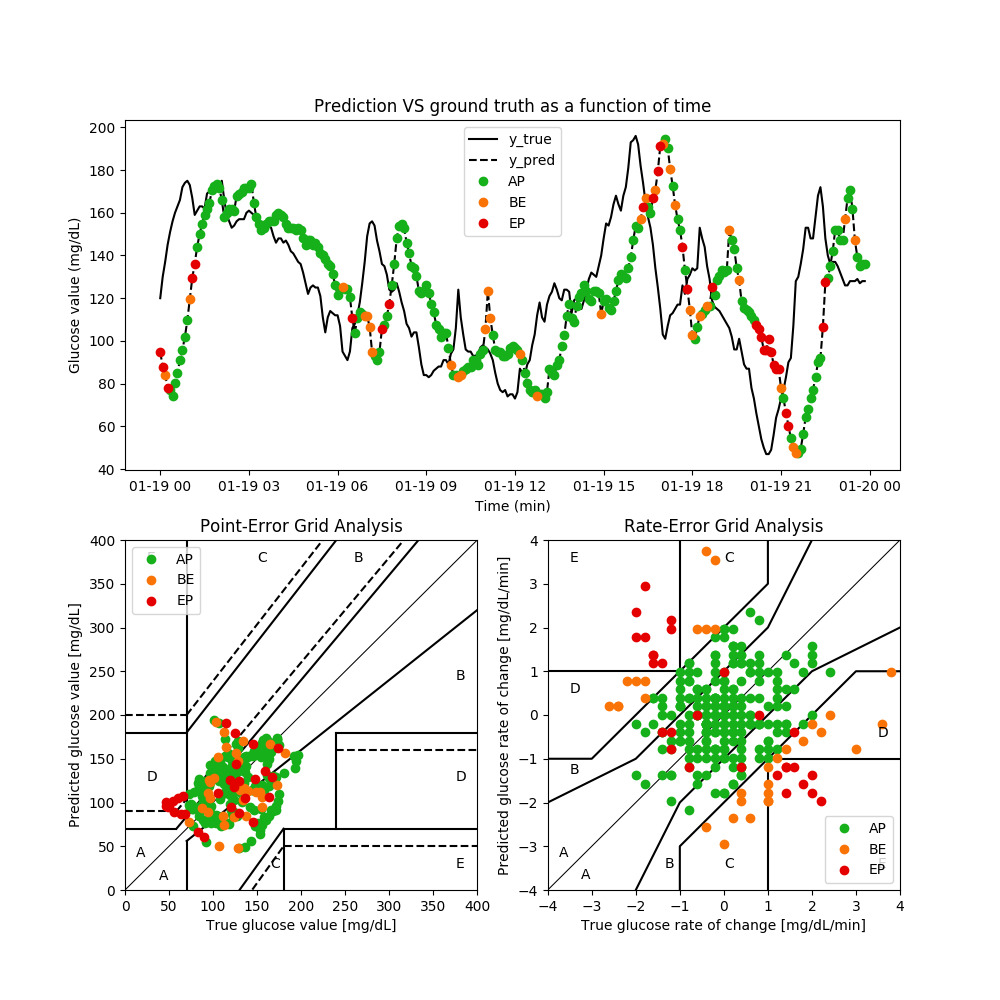 Prediction VS ground truth as a function of time
Glucose value (mg/dL)
200
180
160
140
120
100
80
60
40
y_true
y_pred
AP
BE
EP
01-19 00 01-19 03 01-19 06 01-19 09 01-19 12 01-19 15 01-19 18 01-19 21 01-20 00
Time (min)
Point-Error Grid Analysis
Predicted glucose value [mg/dL]
400
350
300
250
200
150
100
50
0
AP
BE
EP
E
C
B
B
D
D
A
A
C
E
0 50 100 150 200 250 300 350 400
True glucose value [mg/dL]
Rate-Error Grid Analysis
Predicted glucose rate of change [mg/dL/min]
4
3
2
1
0
−1
−2
−3
−4
E
C
D
D
B
A
A
B
C
E
AP
BE
EP
−4 −3 −2 −1 0 1 2 3 4
True glucose rate of change [mg/dL/min]